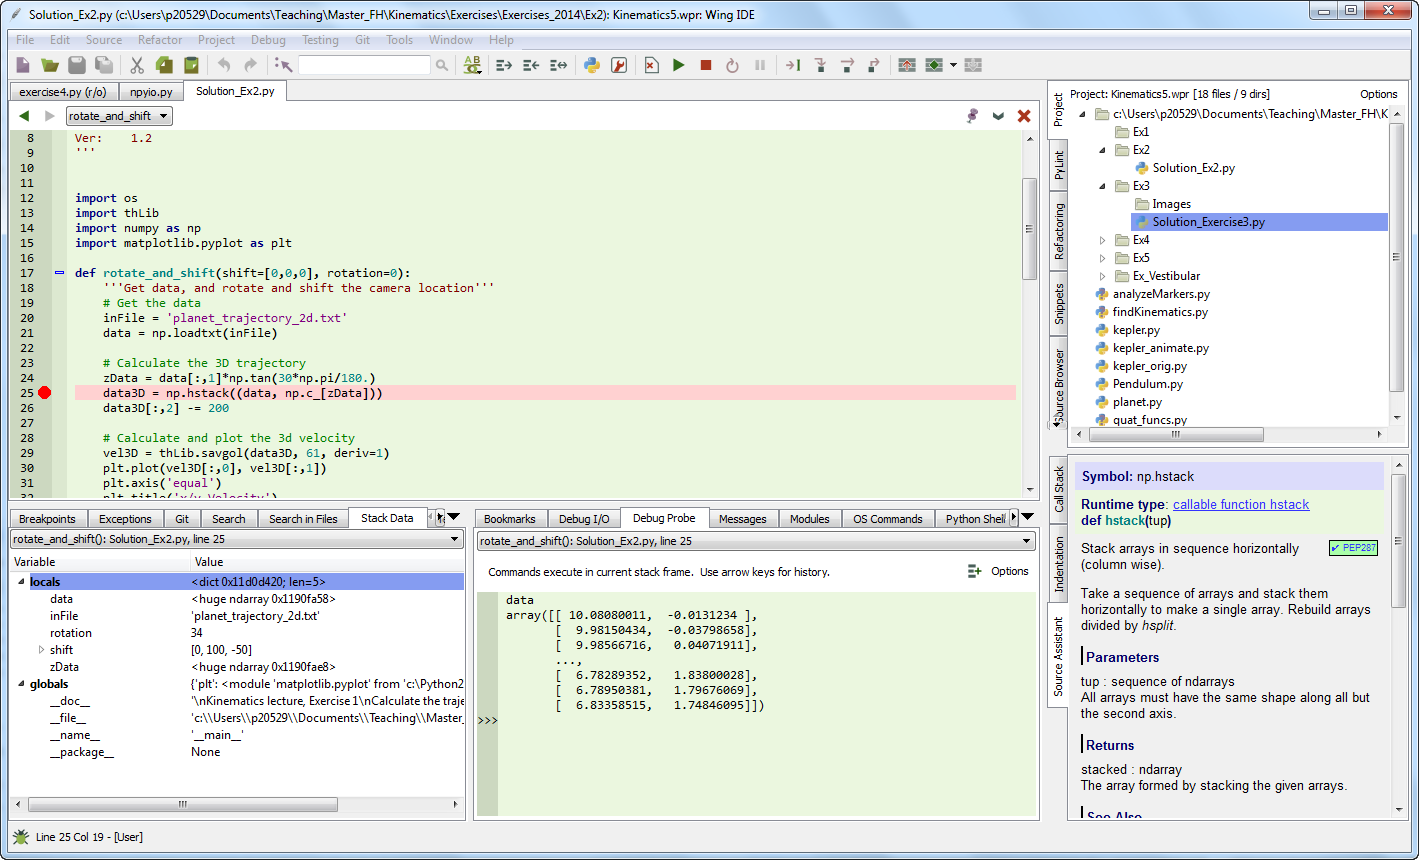 Solution_Ex2.py (c:\Users\p20529\Documents\Teaching\Master_FH\Kinematics\Exercises\Exercises_2014\Ex2): Kinematics5.wpr: Wing IDE
File Edit Source Refactor Project Debug Testing Git Tools Window Help
exercise4.py (r/o) npyio.py Solution_Ex2.py
rotate_and_shift
8 Ver: 1.2
9 '''
10
11
12 import os
13 import thLib
14 import numpy as np
15 import matplotlib.pyplot as plt
16
17 def rotate_and_shift(shift=[0,0,0], rotation=0):
18 '''Get data, and rotate and shift the camera location'''
19 # Get the data
20 inFile = 'planet_trajectory_2d.txt'
21 data = np.loadtxt(inFile)
22
23 # Calculate the 3D trajectory
24 zData = data[:,1]*np.tan(30*np.pi/180.)
25 data3D = np.hstack((data, np.c_[zData]))
26 data3D[:,2] -= 200
27
28 # Calculate and plot the 3d velocity
29 vel3D = thLib.savgol(data3D, 61, deriv=1)
30 plt.plot(vel3D[:,0], vel3D[:,1])
31 plt.axis('equal')
32 plt.title('x/y Velocity')
Breakpoints Exceptions Git Search Search in Files Stack Data
rotate_and_shift(): Solution_Ex2.py, line 25
Variable Value
locals <dict 0x11d0d420; len=5>
data <huge ndarray 0x1190fa58>
inFile 'planet_trajectory_2d.txt'
rotation 34
shift [0, 100, -50]
zData <huge ndarray 0x1190fae8>
globals {'plt': <module 'matplotlib.pyplot' from 'c:\Python2
__doc__ '\nKinematics lecture, Exercise 1\nCalculate the traje
__file__ 'c:\\Users\\p20529\\Documents\\Teaching\\Master_
__name__ '__main__'
__package__ None
Bookmarks Debug I/O Debug Probe Messages Modules OS Commands Python Shell
rotate_and_shift(): Solution_Ex2.py, line 25
Commands execute in current stack frame. Use arrow keys for history.
Options
data
array([[ 10.08080011, -0.0131234 ],
[ 9.98150434, -0.03798658],
[ 9.98566716, 0.04071911],
...,
[ 6.78289352, 1.83800028],
[ 6.78950381, 1.79676069],
[ 6.83358515, 1.74846095]])
>>>
Project
PyLint
Refactoring
Snippets
Source Browser
Project: Kinematics5.wpr [18 files / 9 dirs] Options
c:\Users\p20529\Documents\Teaching\Master_FH\K
Ex1
Ex2
Solution_Ex2.py
Ex3
Images
Solution_Exercise3.py
Ex4
Ex5
Ex_Vestibular
analyzeMarkers.py
findKinematics.py
kepler.py
kepler_animate.py
kepler_orig.py
Pendulum.py
planet.py
quat_funcs.py
Call Stack
Indentation
Source Assistant
Symbol: np.hstack
Runtime type: callable function hstack
def hstack(tup)
Stack arrays in sequence horizontally
(column wise).
✔ PEP287
Take a sequence of arrays and stack them
horizontally to make a single array. Rebuild arrays
divided by hsplit.
Parameters
tup : sequence of ndarrays
All arrays must have the same shape along all but
the second axis.
Returns
stacked : ndarray
The array formed by stacking the given arrays.
See Also
Line 25 Col 19 - [User]